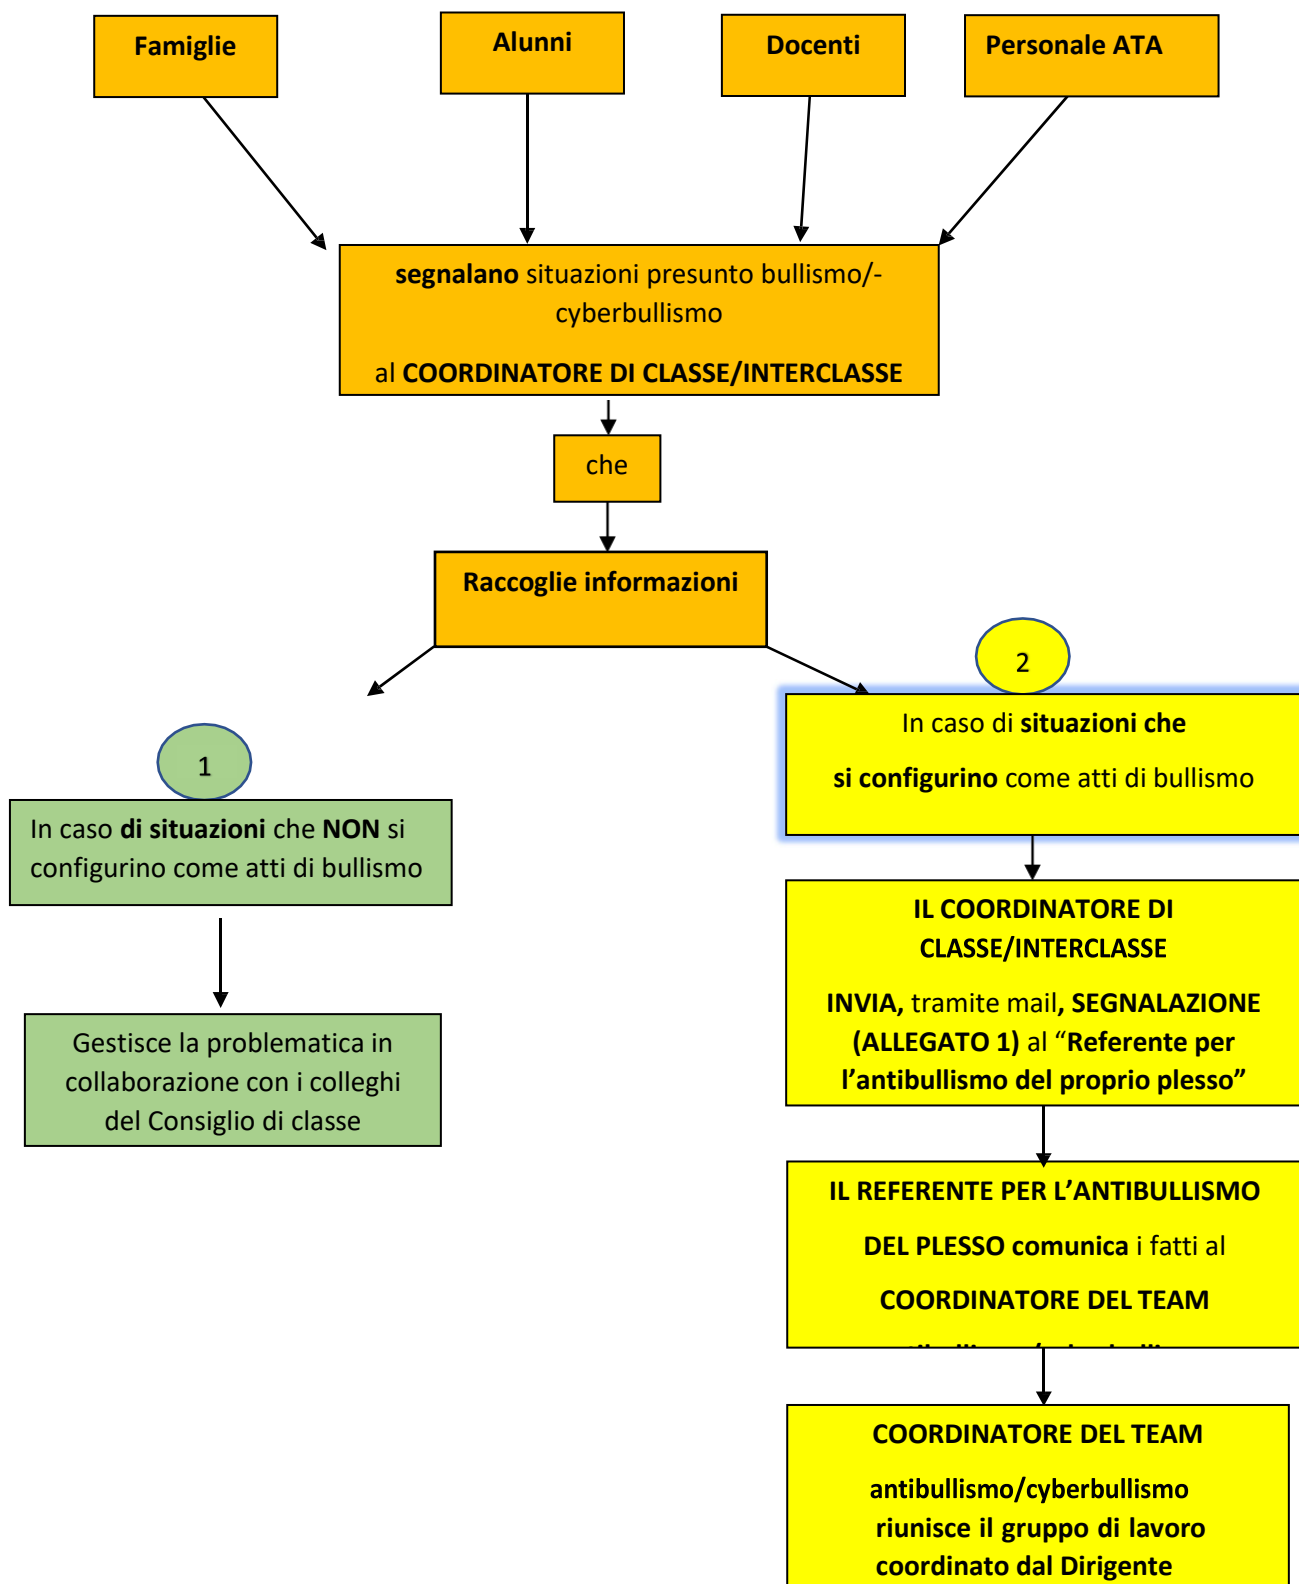 Famiglie
Alunni
Docenti
Personale ATA
segnalano situazioni presunto bullismo/-
cyberbullismo
al COORDINATORE DI CLASSE/INTERCLASSE
che
Raccoglie informazioni
1
In caso di situazioni che NON si
configurino come atti di bullismo
Gestisce la problematica in
collaborazione con i colleghi
del Consiglio di classe
2
In caso di situazioni che
si configurino come atti di bullismo
IL COORDINATORE DI
CLASSE/INTERCLASSE
INVIA, tramite mail, SEGNALAZIONE
(ALLEGATO 1) al “Referente per
l’antibullismo del proprio plesso”
IL REFERENTE PER L’ANTIBULLISMO
DEL PLESSO comunica i fatti al
COORDINATORE DEL TEAM
COORDINATORE DEL TEAM
antibullismo/cyberbullismo
riunisce il gruppo di lavoro
coordinato dal Dirigente